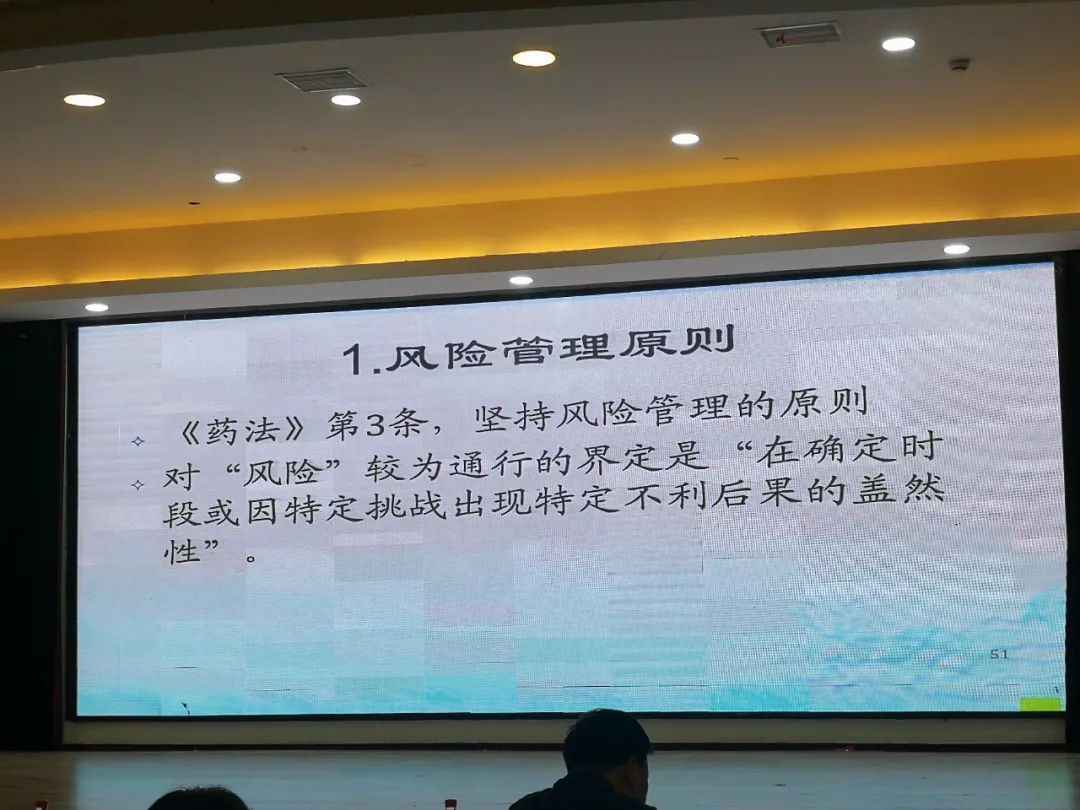 1.风险管理原则
《药法》第3条，坚持风险管理的原则
对“风险”较为通行的界定是“在确定时
段或因特定挑战出现特定不利后果的盖然
性”。
51